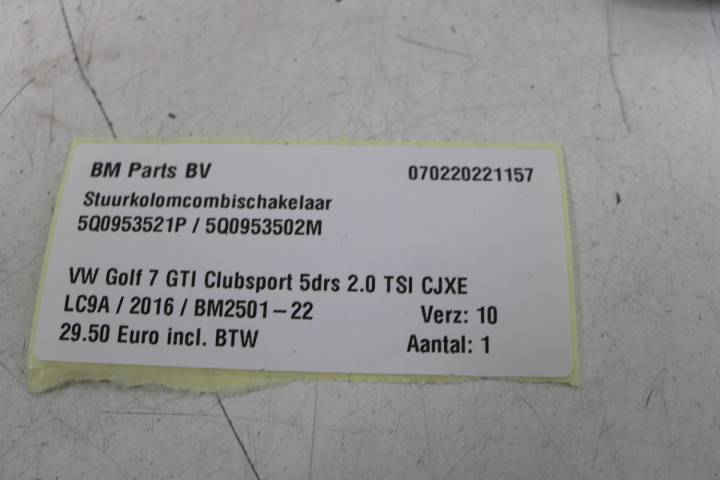 BM Parts BV 070220221157
Stuurkolomcombischakelaar
5Q0953521P / 5Q0953502M
VW Golf 7 GTI Clubsport 5drs 2.0 TSI CJXE
LC9A / 2016 / BM2501-22 Verz: 10
29.50 Euro incl. BTW Aantal: 1